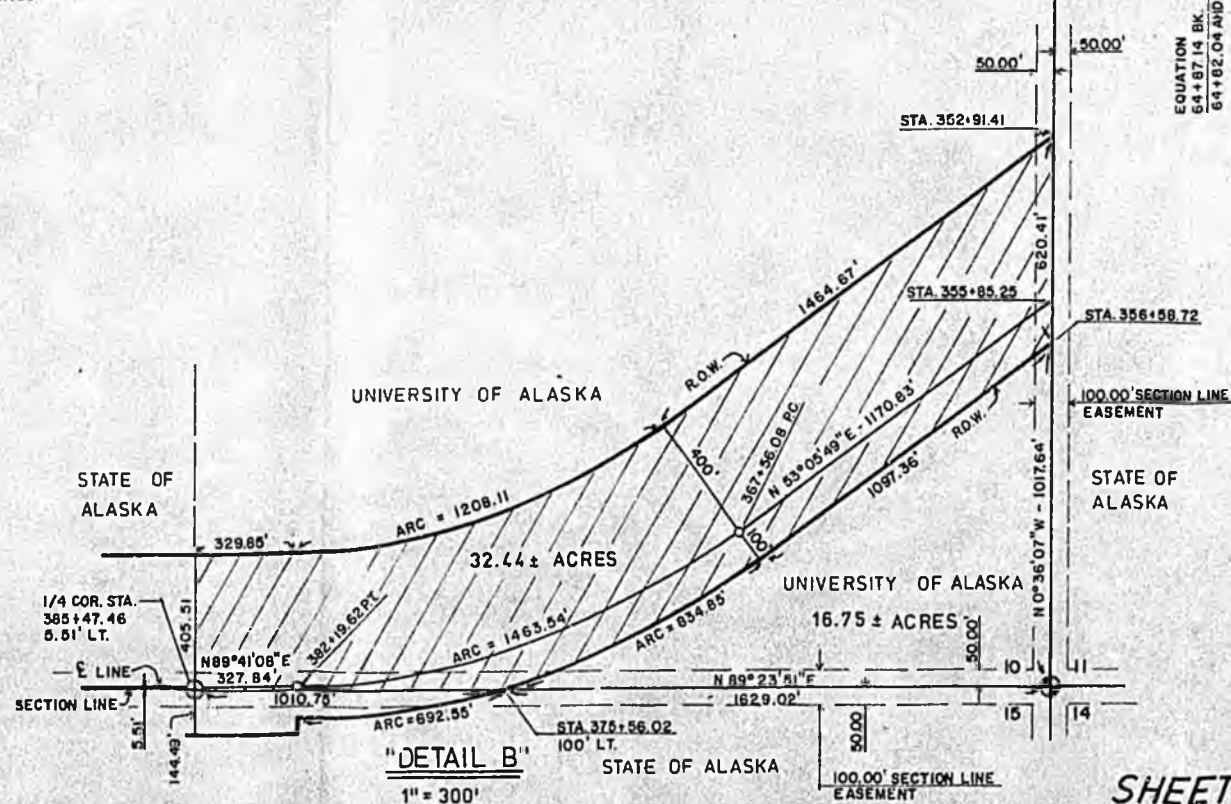 EQUATION
64+87.14 BK.
64+82.04 AHD
50.00'
50.00'
STA. 352+91.41
620.41'
1464.67'
STA. 355+85.25
STA. 356+58.72
R.O.W.
UNIVERSITY OF ALASKA
100.00' SECTION LINE
EASEMENT
400'
367+56.08 P.C.
N 53°05'49"E - 1170.83'
R.O.W.
1097.36'
N 0°36'07"W - 1017.64'
STATE OF
ALASKA
STATE OF
ALASKA
ARC = 1208.11
329.85'
32.44± ACRES
100'
UNIVERSITY OF ALASKA
16.75 ± ACRES
1/4 COR. STA.
385+47.46
5.51' LT.
405.51
382+19.62 P.T.
ARC = 1463.54'
ARC = 834.85'
50.00'
N89°41'08"E
327.84'
℄ LINE
SECTION LINE
1010.75
N 89°23'51"E
1629.02'
10
11
15
14
5.51'
144.49'
ARC = 692.55'
STA. 375+56.02
100' LT.
50.00
"DETAIL B"
1" = 300'
STATE OF ALASKA
100.00' SECTION LINE
EASEMENT
SHEET